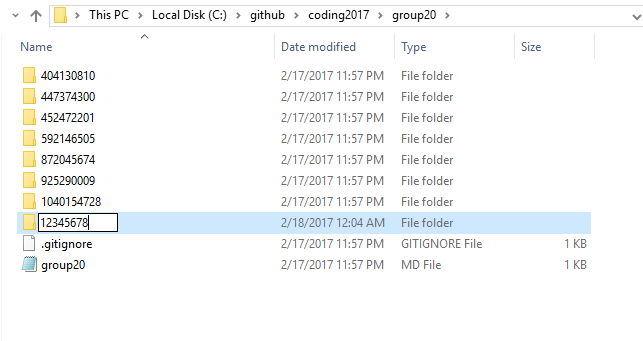 This PC > Local Disk (C:) > github > coding2017 > group20 >
Name Date modified Type Size
404130810 2/17/2017 11:57 PM File folder
447374300 2/17/2017 11:57 PM File folder
452472201 2/17/2017 11:57 PM File folder
592146505 2/17/2017 11:57 PM File folder
872045674 2/17/2017 11:57 PM File folder
925290009 2/17/2017 11:57 PM File folder
1040154728 2/17/2017 11:57 PM File folder
12345678 2/18/2017 12:04 AM File folder
.gitignore 2/17/2017 11:57 PM GITIGNORE File 1 KB
group20 2/17/2017 11:57 PM MD File 1 KB